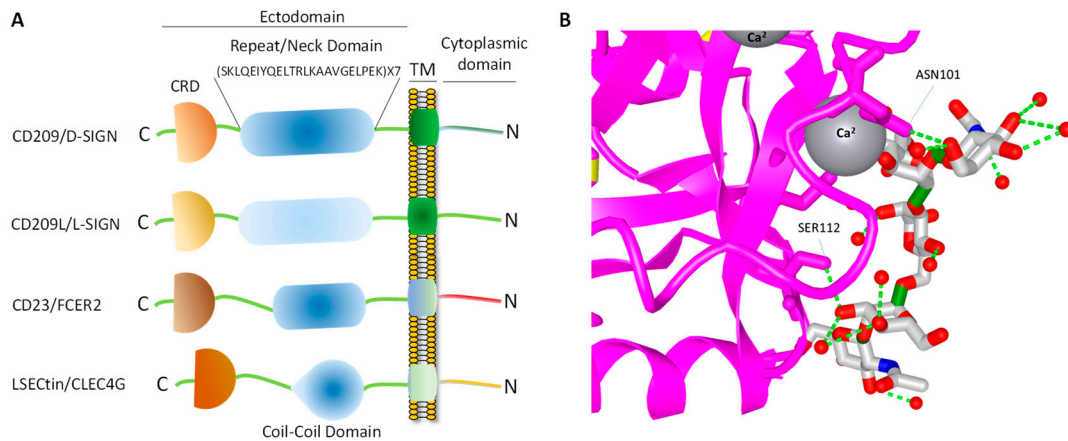 A
Ectodomain
Repeat/Neck Domain
(SKLQEIYQELTRLKAAVGELPEK)X7
Cytoplasmic
domain
CRD
TM
CD209/D-SIGN
C
N
CD209L/L-SIGN
C
N
CD23/FCER2
C
N
LSECtin/CLEC4G
C
N
Coil-Coil Domain
B
Ca²
ASN101
Ca²
SER112